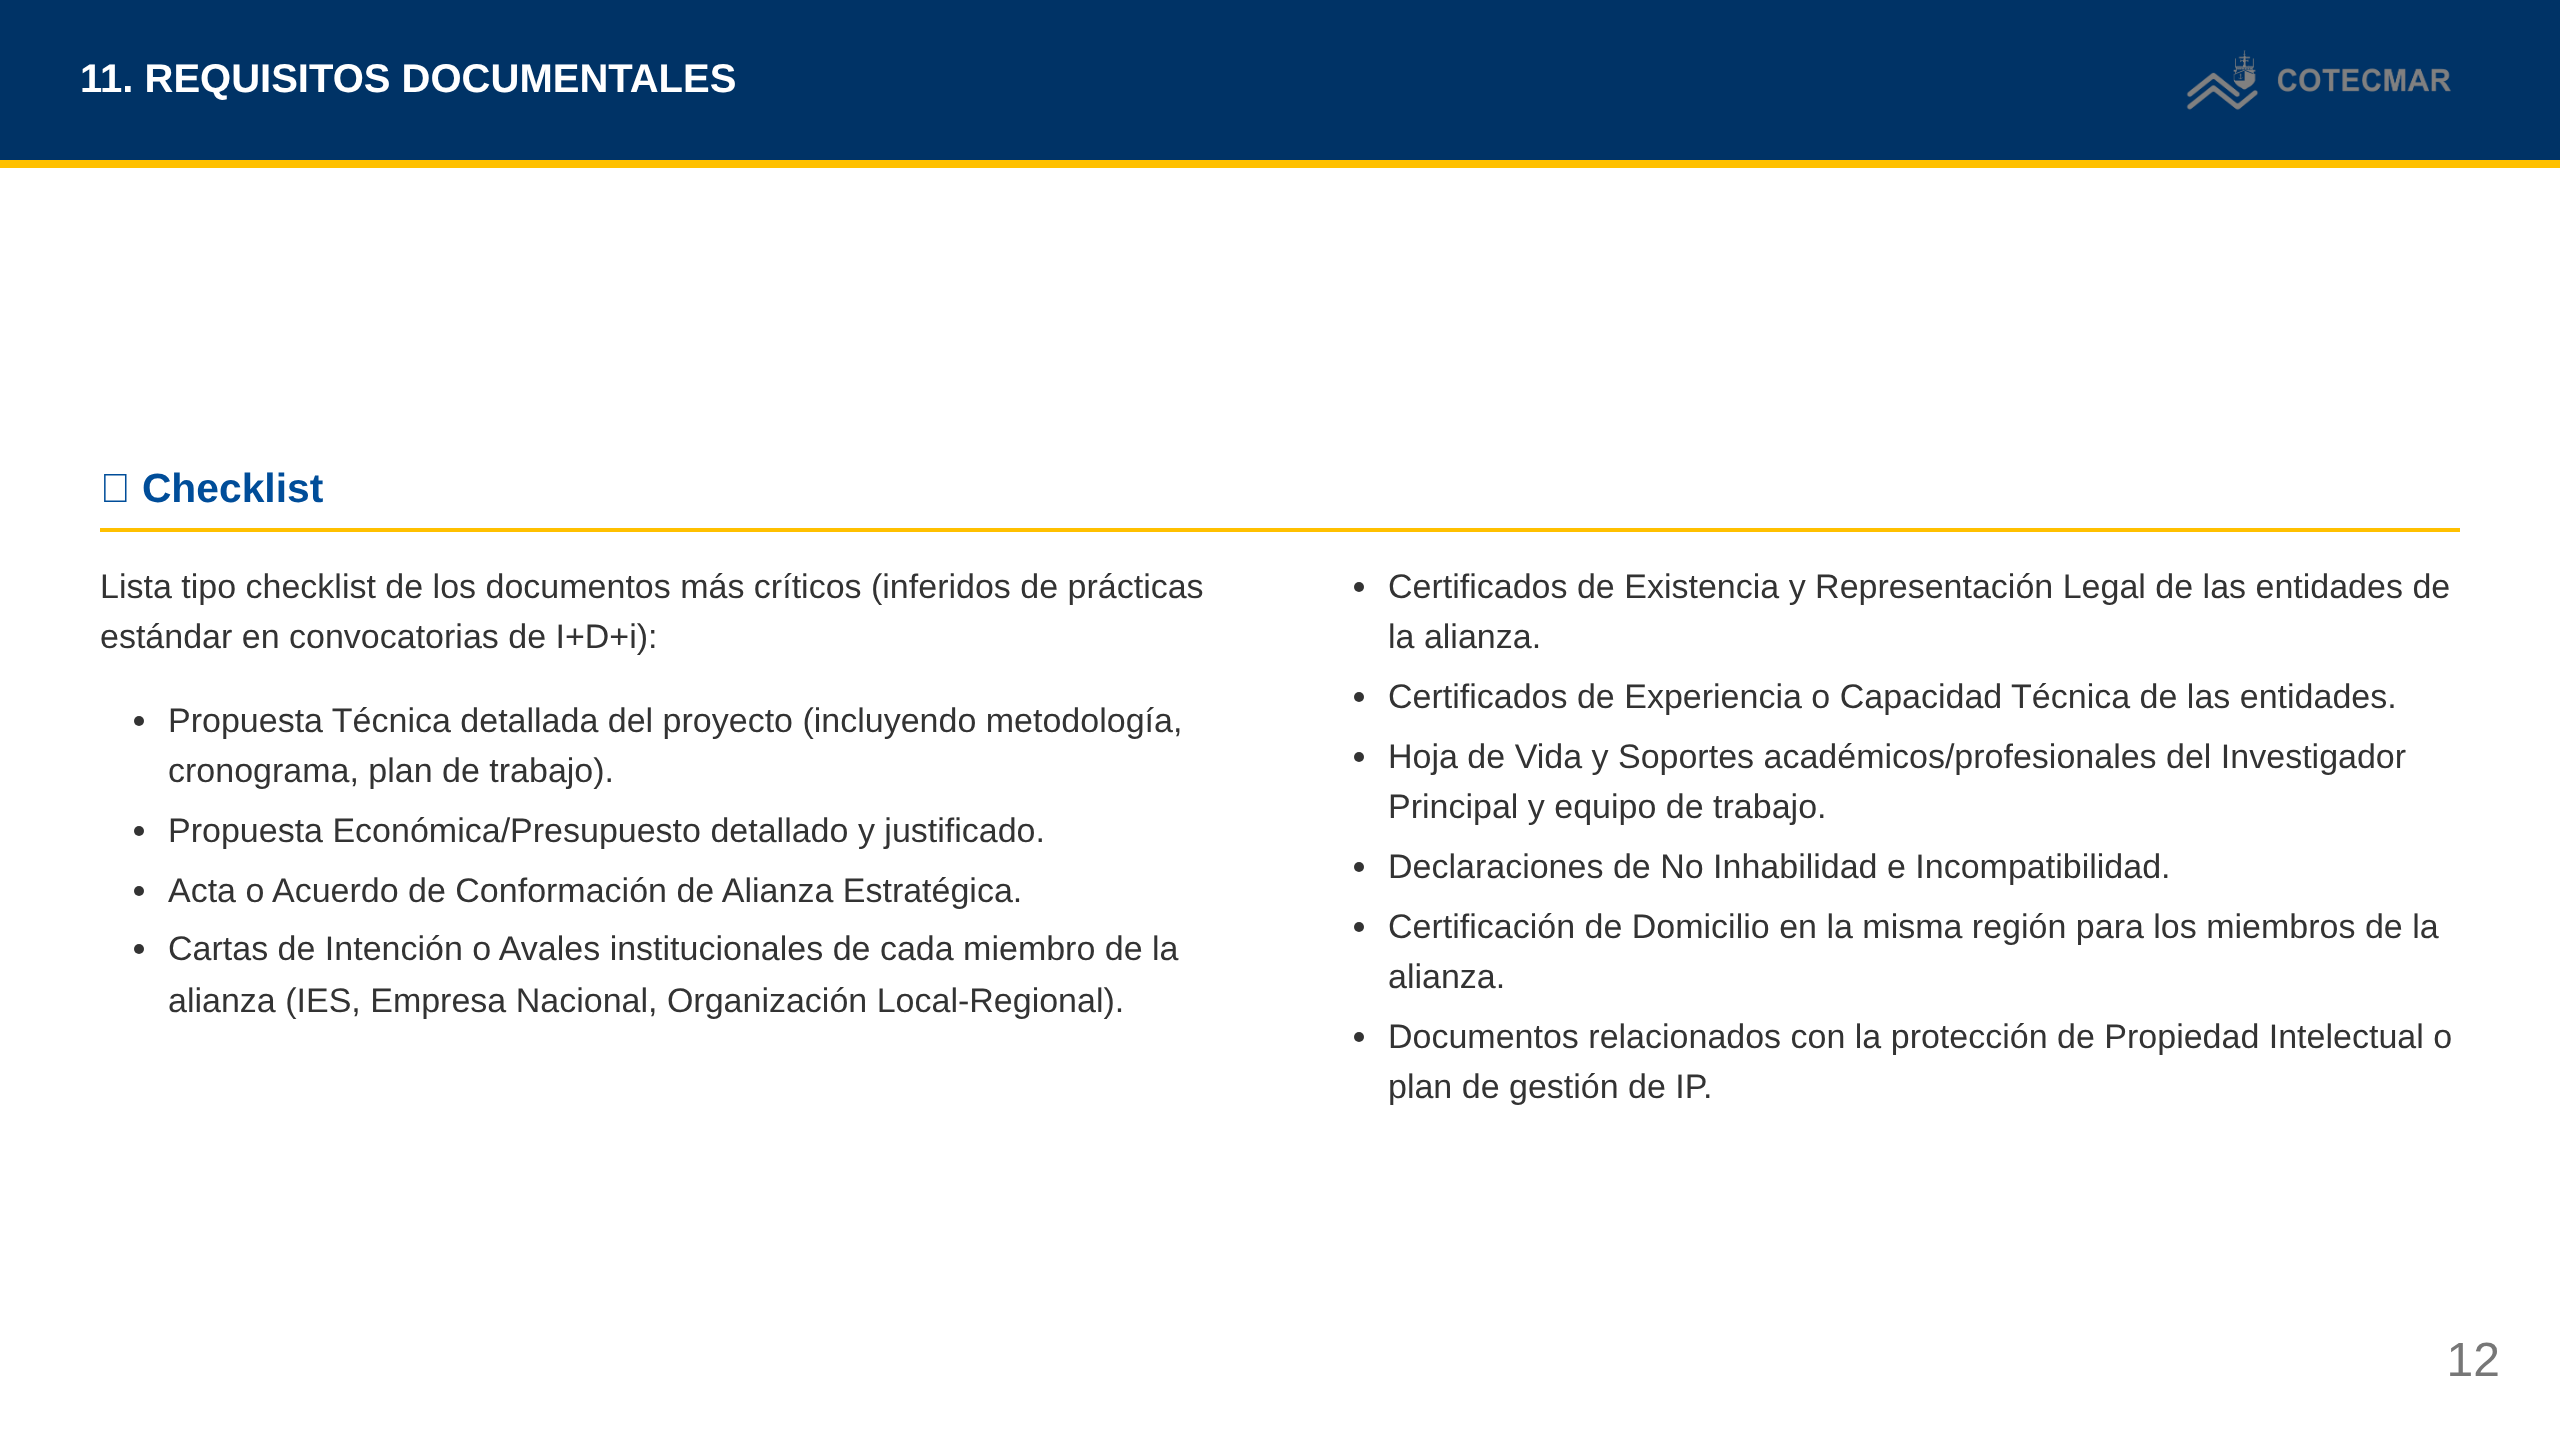 11. REQUISITOS DOCUMENTALES
COTECMAR
Checklist
Lista tipo checklist de los documentos más críticos (inferidos de prácticas
estándar en convocatorias de I+D+i):
• Propuesta Técnica detallada del proyecto (incluyendo metodología,
cronograma, plan de trabajo).
• Propuesta Económica/Presupuesto detallado y justificado.
• Acta o Acuerdo de Conformación de Alianza Estratégica.
• Cartas de Intención o Avales institucionales de cada miembro de la
alianza (IES, Empresa Nacional, Organización Local-Regional).
• Certificados de Existencia y Representación Legal de las entidades de
la alianza.
• Certificados de Experiencia o Capacidad Técnica de las entidades.
• Hoja de Vida y Soportes académicos/profesionales del Investigador
Principal y equipo de trabajo.
• Declaraciones de No Inhabilidad e Incompatibilidad.
• Certificación de Domicilio en la misma región para los miembros de la
alianza.
• Documentos relacionados con la protección de Propiedad Intelectual o
plan de gestión de IP.
12